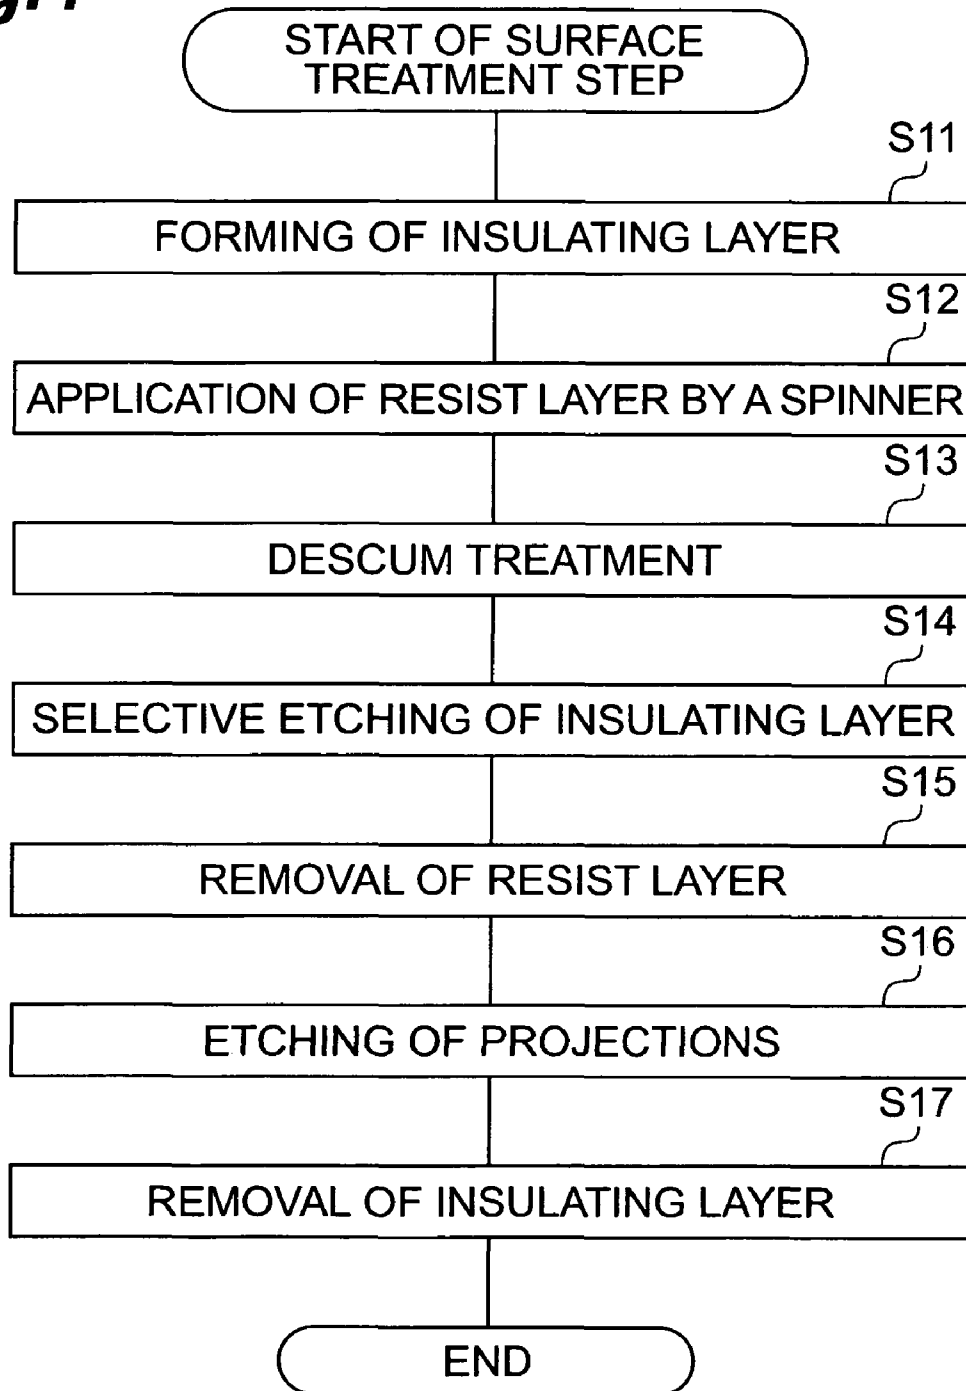 START OF SURFACE
TREATMENT STEP
S11
FORMING OF INSULATING LAYER
S12
APPLICATION OF RESIST LAYER BY A SPINNER
S13
DESCUM TREATMENT
S14
SELECTIVE ETCHING OF INSULATING LAYER
S15
REMOVAL OF RESIST LAYER
S16
ETCHING OF PROJECTIONS
S17
REMOVAL OF INSULATING LAYER
END